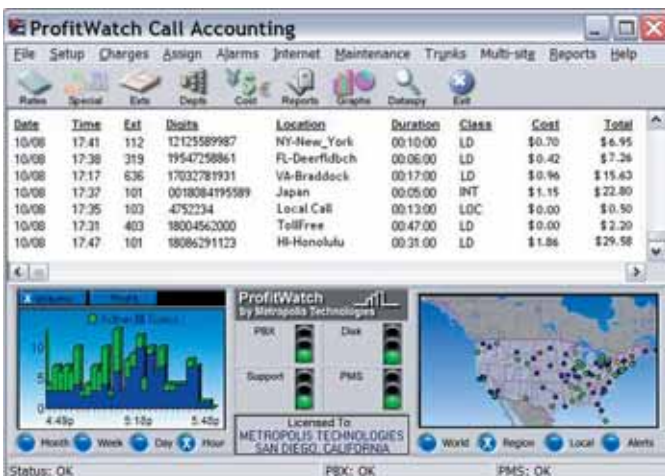 ProfitWatch Call Accounting
File Setup Charges Assign Alarms Internet Maintenance Trunks Multi-site Reports Help
Rates Special Exts Depts Cost Reports Graphs Dataspy Exit
Date Time Ext Digits Location Duration Class Cost Total
10/08 17:41 112 12125589987 NY-New_York 00:10:00 LD $0.70 $6.95
10/08 17:38 319 19547258861 FL-Deerfldbch 00:06:00 LD $0.42 $7.26
10/08 17:17 636 17032781931 VA-Braddock 00:17:00 LD $0.96 $15.63
10/08 17:37 101 0018084195589 Japan 00:05:00 INT $1.15 $22.80
10/08 17:35 103 4752234 Local Call 00:13:00 LOC $0.00 $0.50
10/08 17:31 403 18004562000 TollFree 00:47:00 LD $0.00 $2.20
10/08 17:47 101 18086291123 HI-Honolulu 00:31:00 LD $1.86 $29.58
X Profit
10
5
0
4:48p 5:18p 5:48p
Month Week Day X Hour
ProfitWatch
by Metropolis Technologies
PBX Disk
Support PMS
Licensed To:
METROPOLIS TECHNOLOGIES
SAN DIEGO, CALIFORNIA
World X Region Local Alerts
Status: OK PBX: OK PMS: OK